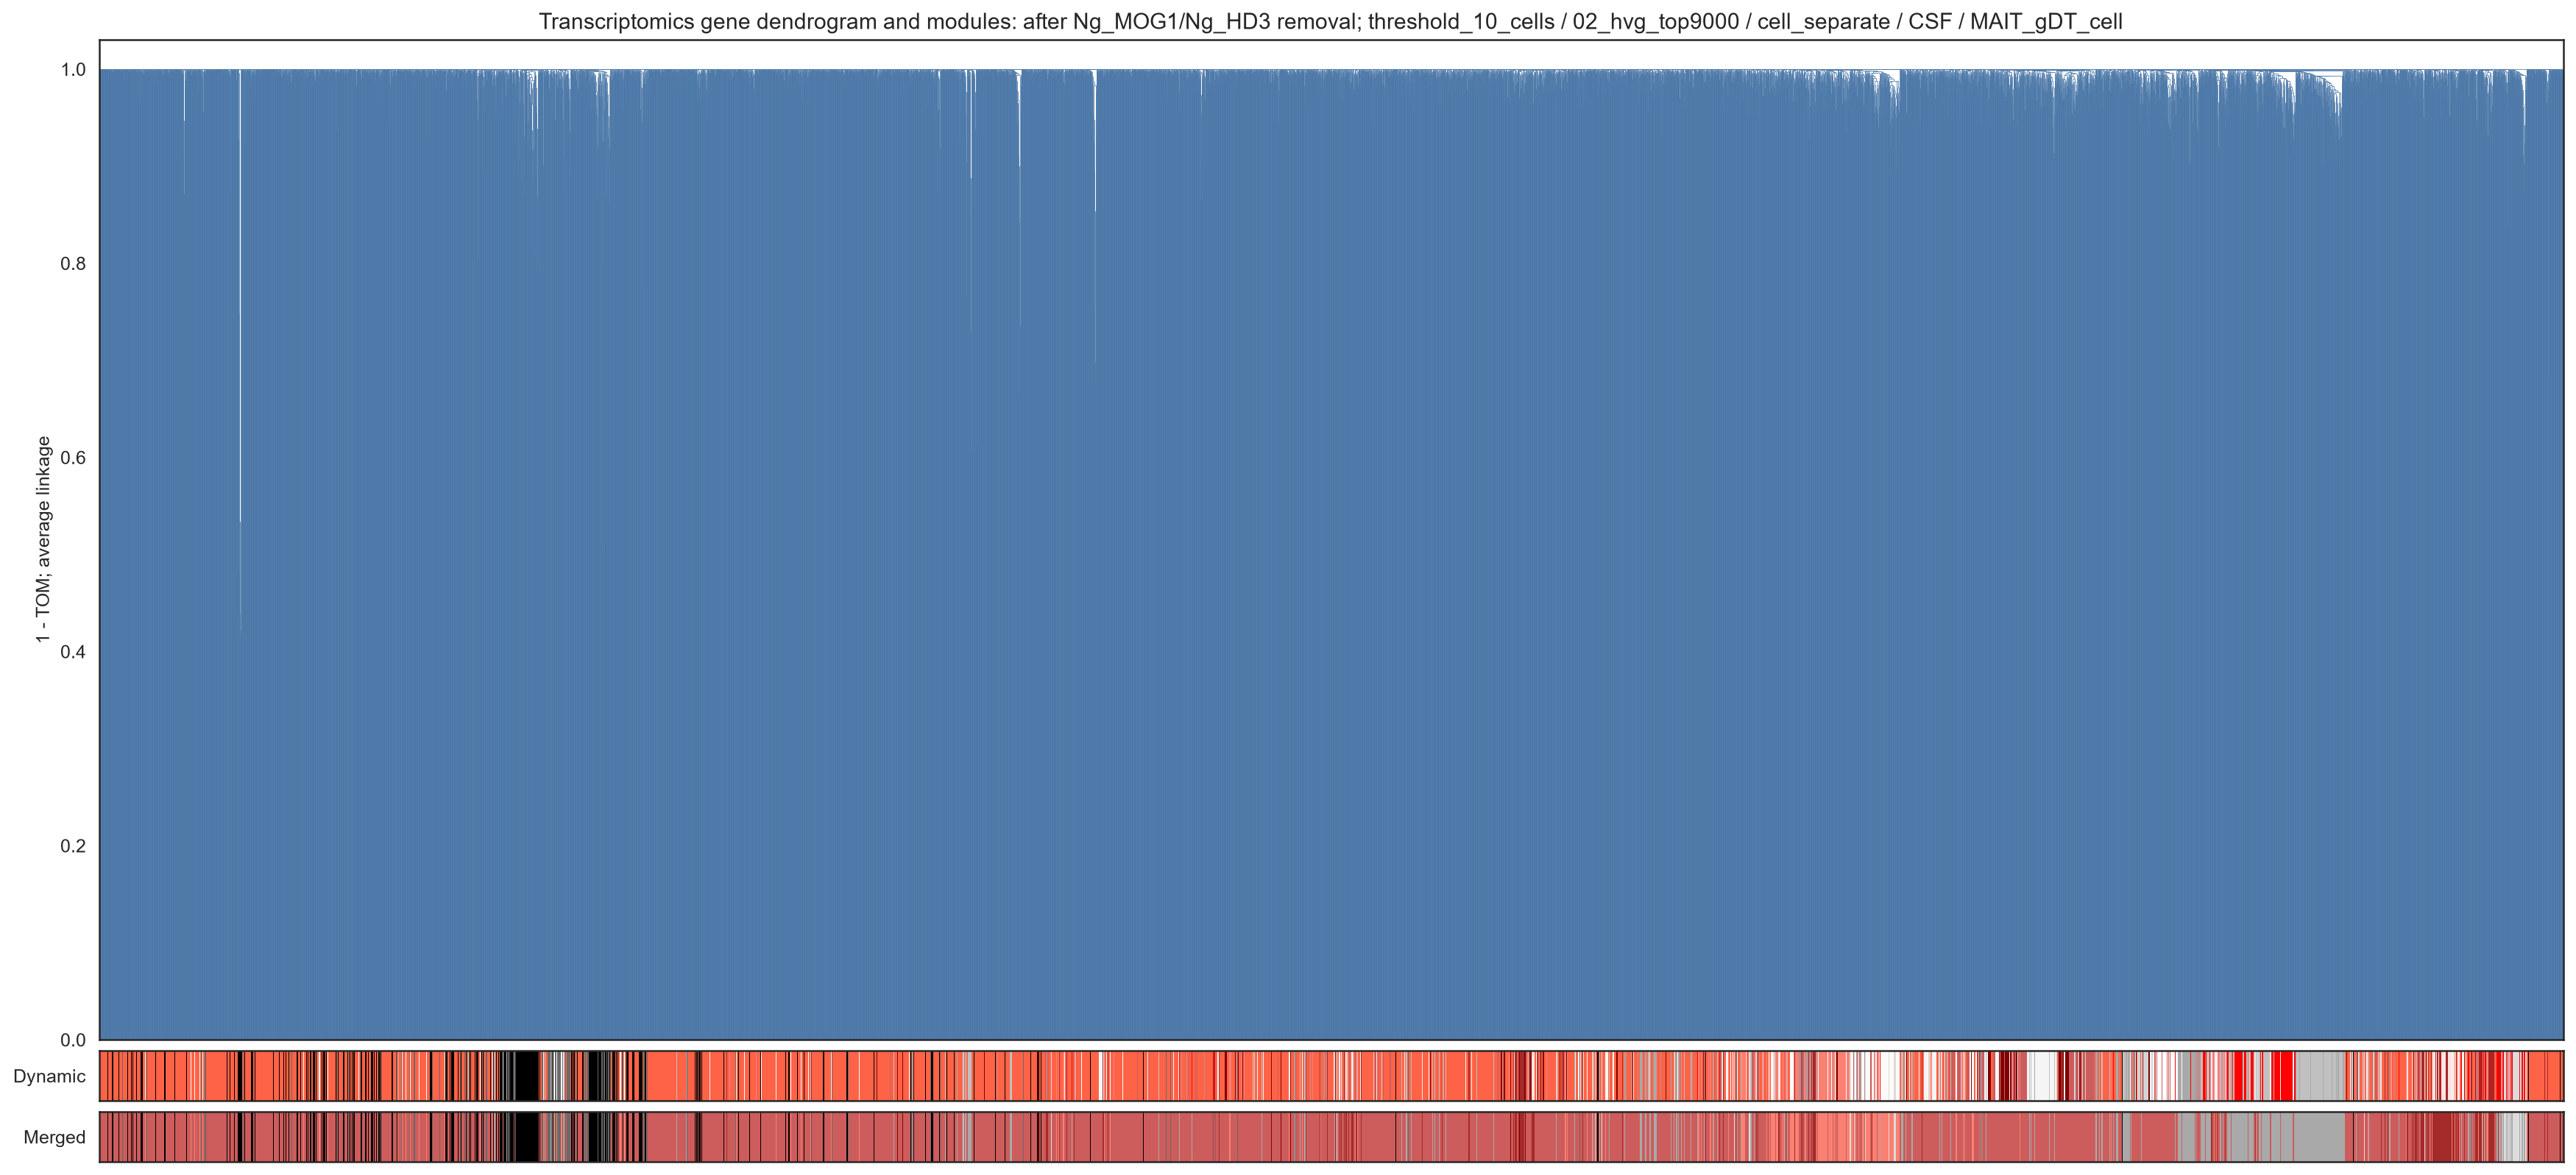 Transcriptomics gene dendrogram and modules: after Ng_MOG1/Ng_HD3 removal; threshold_10_cells / 02_hvg_top9000 / cell_separate / CSF / MAIT_gDT_cell
1.0
0.8
0.6
0.4
0.2
0.0
1 - TOM; average linkage
Dynamic
Merged